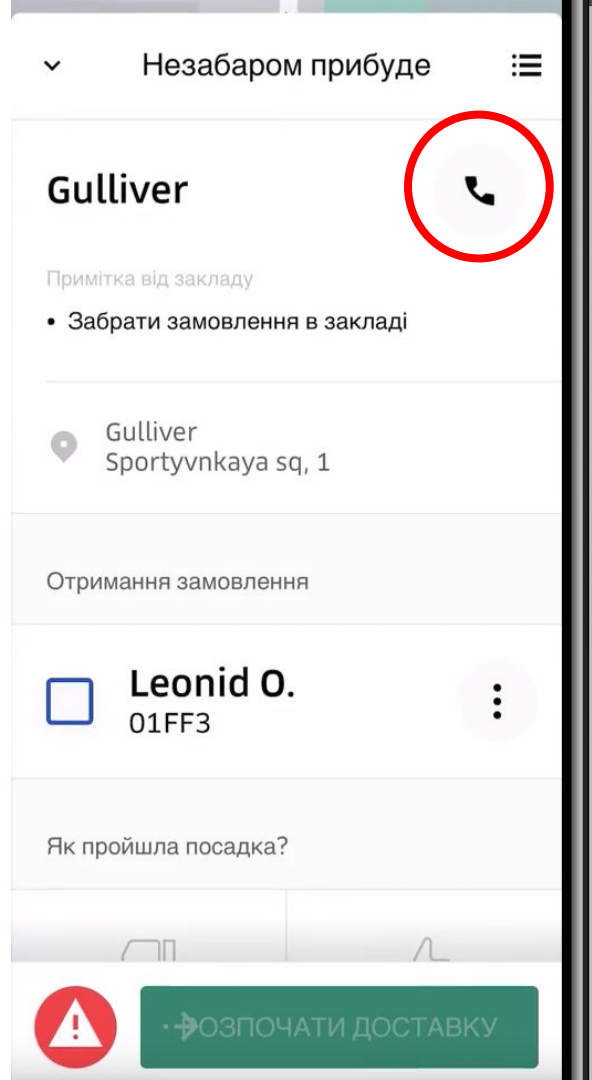 Незабаром прибуде
Gulliver
Примітка від закладу
• Забрати замовлення в закладі
Gulliver
Sportyvnkaya sq, 1
Отримання замовлення
Leonid O.
01FF3
Як пройшла посадка?
ОЗПОЧАТИ ДОСТАВКУ